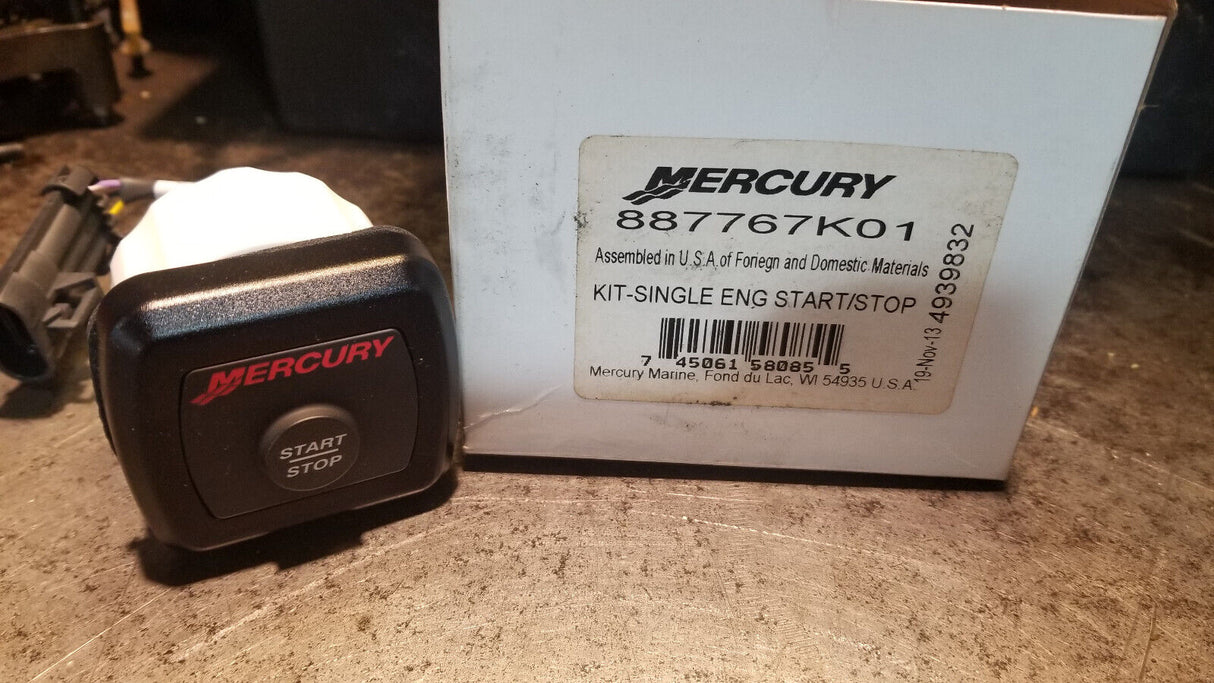 MERCURY
START
STOP
MERCURY
887767K01
Assembled in U.S.A. of Foriegn and Domestic Materials
KIT-SINGLE ENG START/STOP
7 45061 58085 5
Mercury Marine, Fond du Lac, WI 54935 U.S.A.
19-Nov-13 4939832